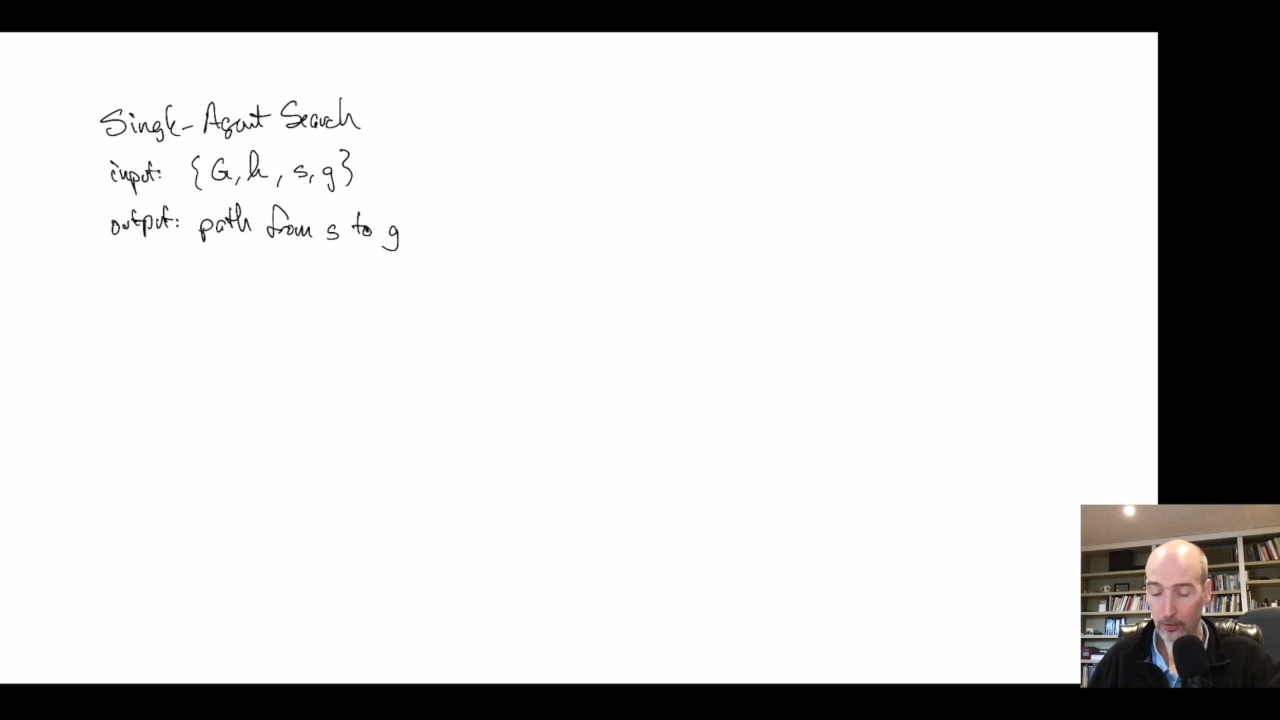 Single-Agent Search
input: {G, h, s, g}
output: path from s to g